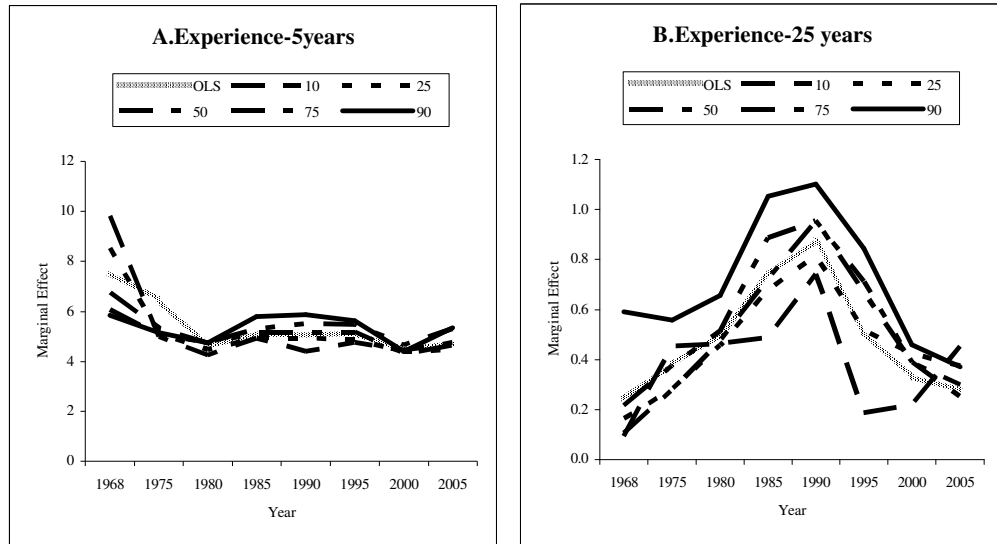 A.Experience-5years
OLS 10 25
50 75 90
12
10
8
6
4
2
0
Marginal Effect
1968 1975 1980 1985 1990 1995 2000 2005
Year
B.Experience-25 years
OLS 10 25
50 75 90
1.2
1.0
0.8
0.6
0.4
0.2
0.0
Marginal Effect
1968 1975 1980 1985 1990 1995 2000 2005
Year